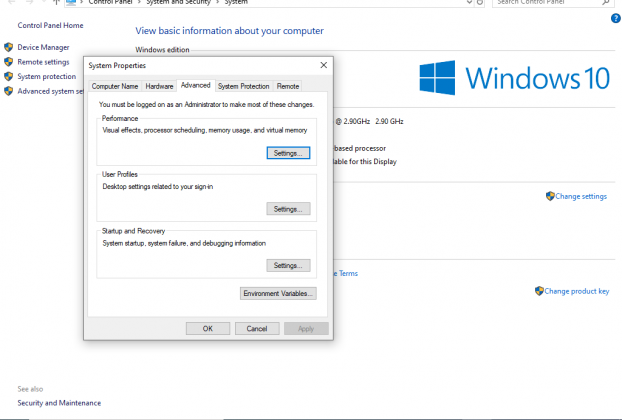 Control Panel > System and Security > System
Search Control Panel
Control Panel Home
View basic information about your computer
Device Manager
Windows edition
Remote settings
System protection
Advanced system se
System Properties
Computer Name Hardware Advanced System Protection Remote
You must be logged on as an Administrator to make most of these changes.
Performance
Visual effects, processor scheduling, memory usage, and virtual memory
Settings...
User Profiles
Desktop settings related to your sign-in
Settings...
Startup and Recovery
System startup, system failure, and debugging information
Settings...
Environment Variables...
OK Cancel Apply
Windows 10
@ 2.90GHz 2.90 GHz
based processor
lable for this Display
Change settings
e Terms
Change product key
See also
Security and Maintenance